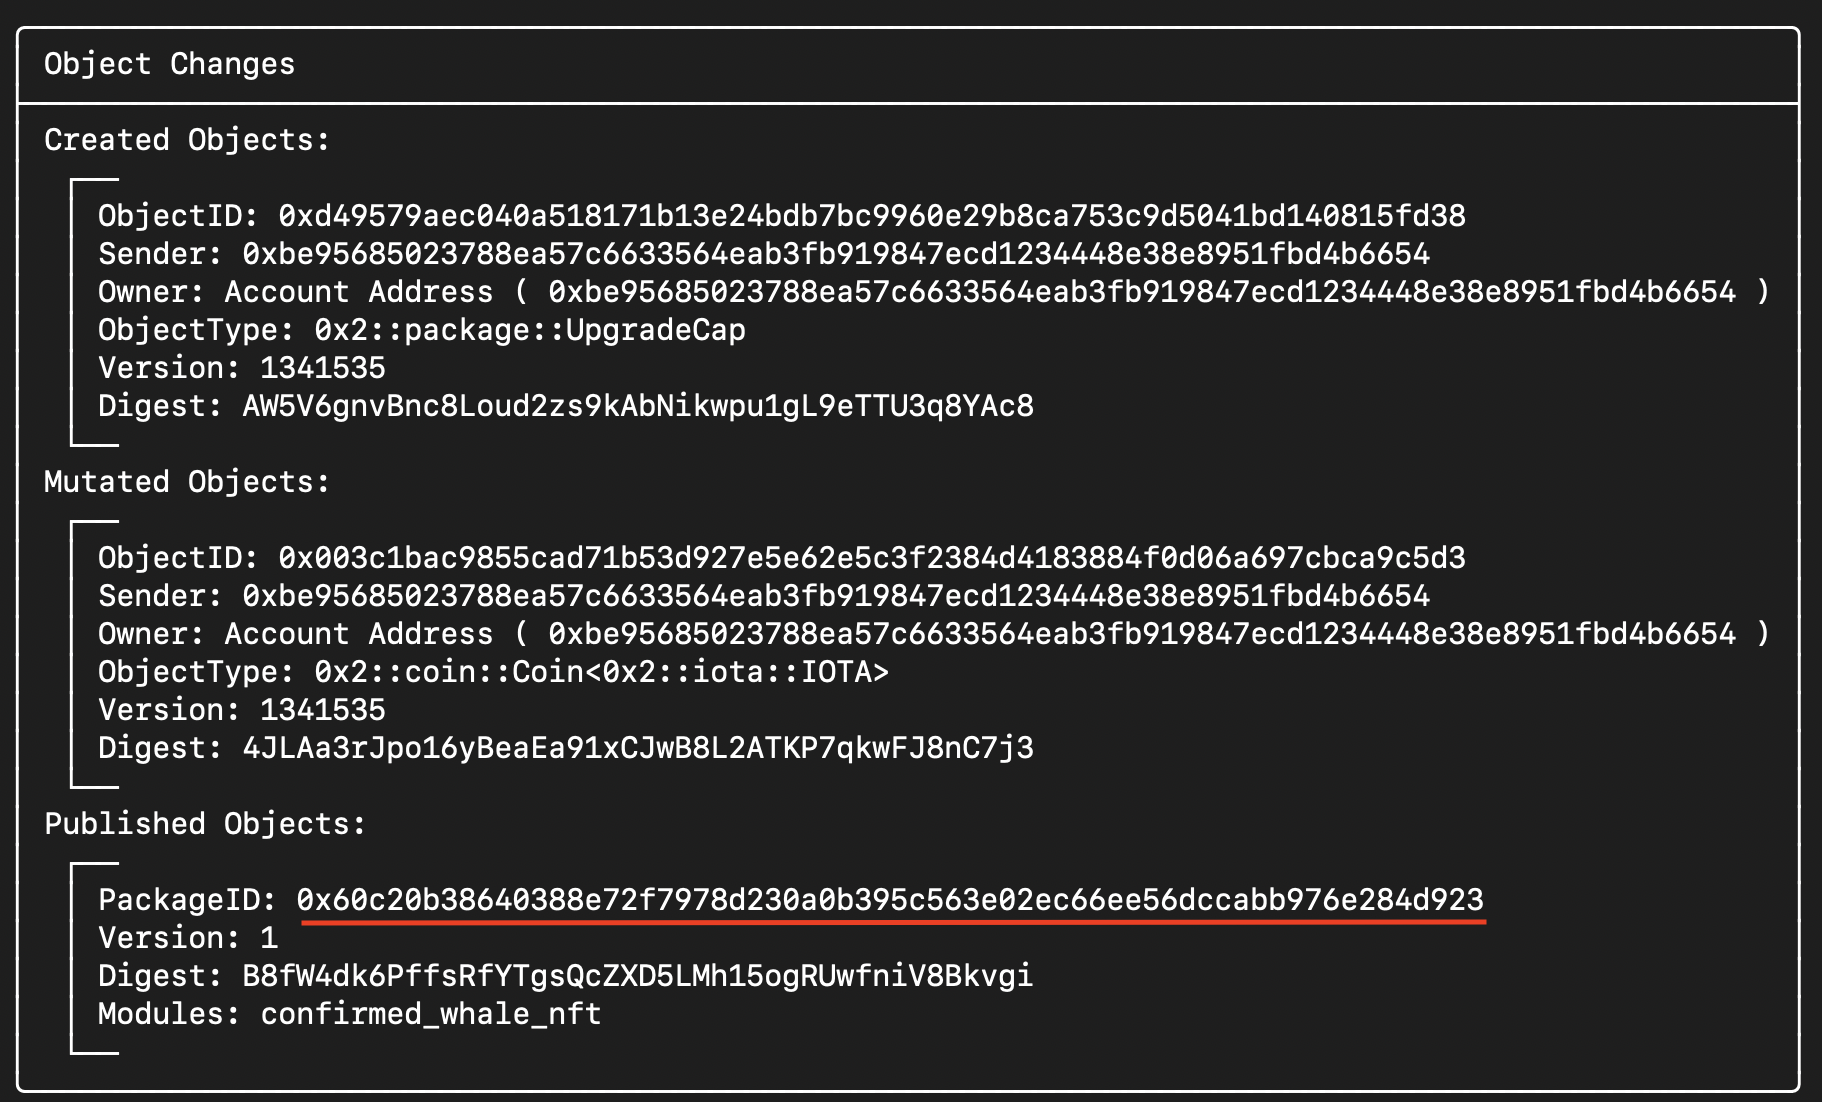 Object Changes
Created Objects:
ObjectID: 0xd49579aec040a518171b13e24bdb7bc9960e29b8ca753c9d5041bd140815fd38
Sender: 0xbe95685023788ea57c6633564eab3fb919847ecd1234448e38e8951fbd4b6654
Owner: Account Address ( 0xbe95685023788ea57c6633564eab3fb919847ecd1234448e38e8951fbd4b6654 )
ObjectType: 0x2::package::UpgradeCap
Version: 1341535
Digest: AW5V6gnvBnc8Loud2zs9kAbNikwpu1gL9eTTU3q8YAc8
Mutated Objects:
ObjectID: 0x003c1bac9855cad71b53d927e5e62e5c3f2384d4183884f0d06a697cbca9c5d3
Sender: 0xbe95685023788ea57c6633564eab3fb919847ecd1234448e38e8951fbd4b6654
Owner: Account Address ( 0xbe95685023788ea57c6633564eab3fb919847ecd1234448e38e8951fbd4b6654 )
ObjectType: 0x2::coin::Coin<0x2::iota::IOTA>
Version: 1341535
Digest: 4JLAa3rJpo16yBeaEa91xCJwB8L2ATKP7qkwFJ8nC7j3
Published Objects:
PackageID: 0x60c20b38640388e72f7978d230a0b395c563e02ec66ee56dccabb976e284d923
Version: 1
Digest: B8fW4dk6PffsRfYTgsQcZXD5LMh15ogRUwfniV8Bkvgi
Modules: confirmed_whale_nft